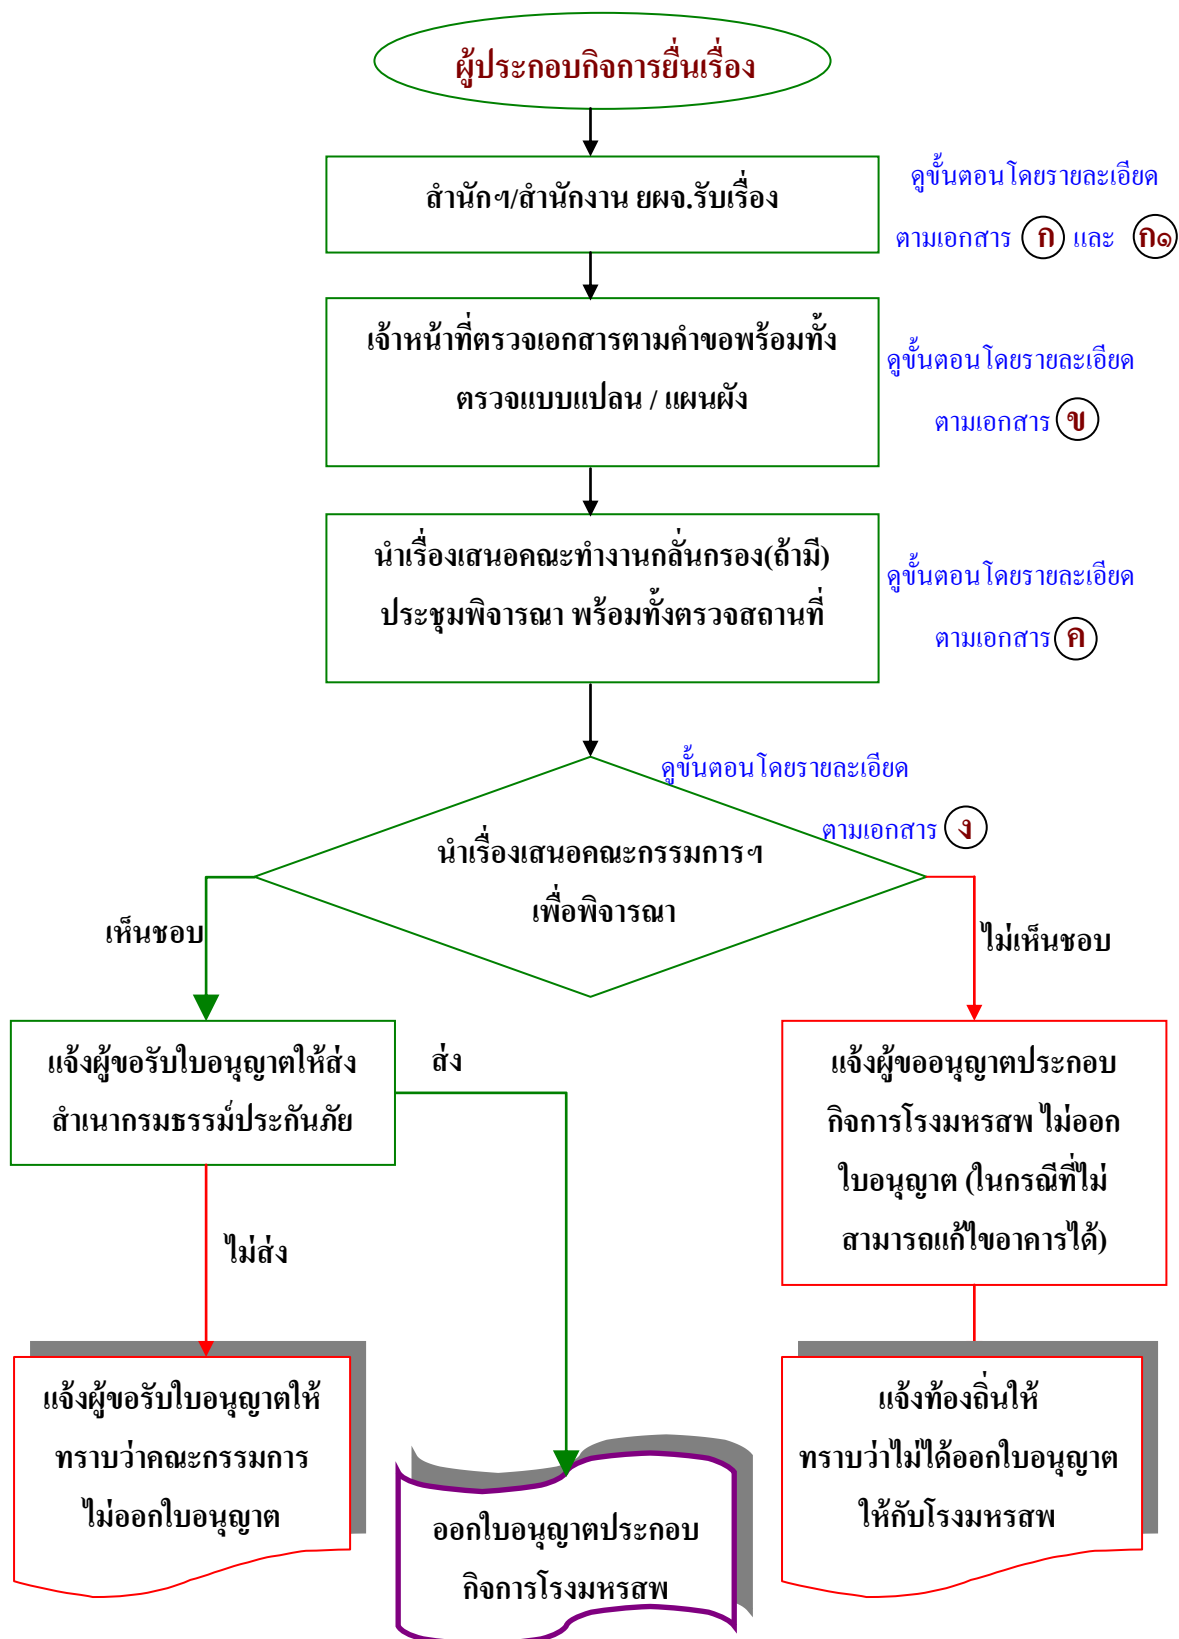 ผู้ประกอบกิจการยื่นเรื่อง
สำนักฯ/สำนักงาน ยผจ.รับเรื่อง
ดูขั้นตอนโดยรายละเอียด
ตามเอกสาร ก และ ก๑
เจ้าหน้าที่ตรวจเอกสารตามคำขอพร้อมทั้ง
ตรวจแบบแปลน / แผนผัง
ดูขั้นตอนโดยรายละเอียด
ตามเอกสาร ข
นำเรื่องเสนอคณะทำงานกลั่นกรอง(ถ้ามี)
ประชุมพิจารณา พร้อมทั้งตรวจสถานที่
ดูขั้นตอนโดยรายละเอียด
ตามเอกสาร ค
ดูขั้นตอนโดยรายละเอียด
ตามเอกสาร ง
นำเรื่องเสนอคณะกรรมการฯ
เพื่อพิจารณา
เห็นชอบ
ไม่เห็นชอบ
แจ้งผู้ขอรับใบอนุญาตให้ส่ง
สำเนากรมธรรม์ประกันภัย
ส่ง
แจ้งผู้ขออนุญาตประกอบ
กิจการโรงมหรสพ ไม่ออก
ใบอนุญาต (ในกรณีที่ไม่
สามารถแก้ไขอาคารได้)
ไม่ส่ง
แจ้งผู้ขอรับใบอนุญาตให้
ทราบว่าคณะกรรมการ
ไม่ออกใบอนุญาต
ออกใบอนุญาตประกอบ
กิจการโรงมหรสพ
แจ้งท้องถิ่นให้
ทราบว่าไม่ได้ออกใบอนุญาต
ให้กับโรงมหรสพ